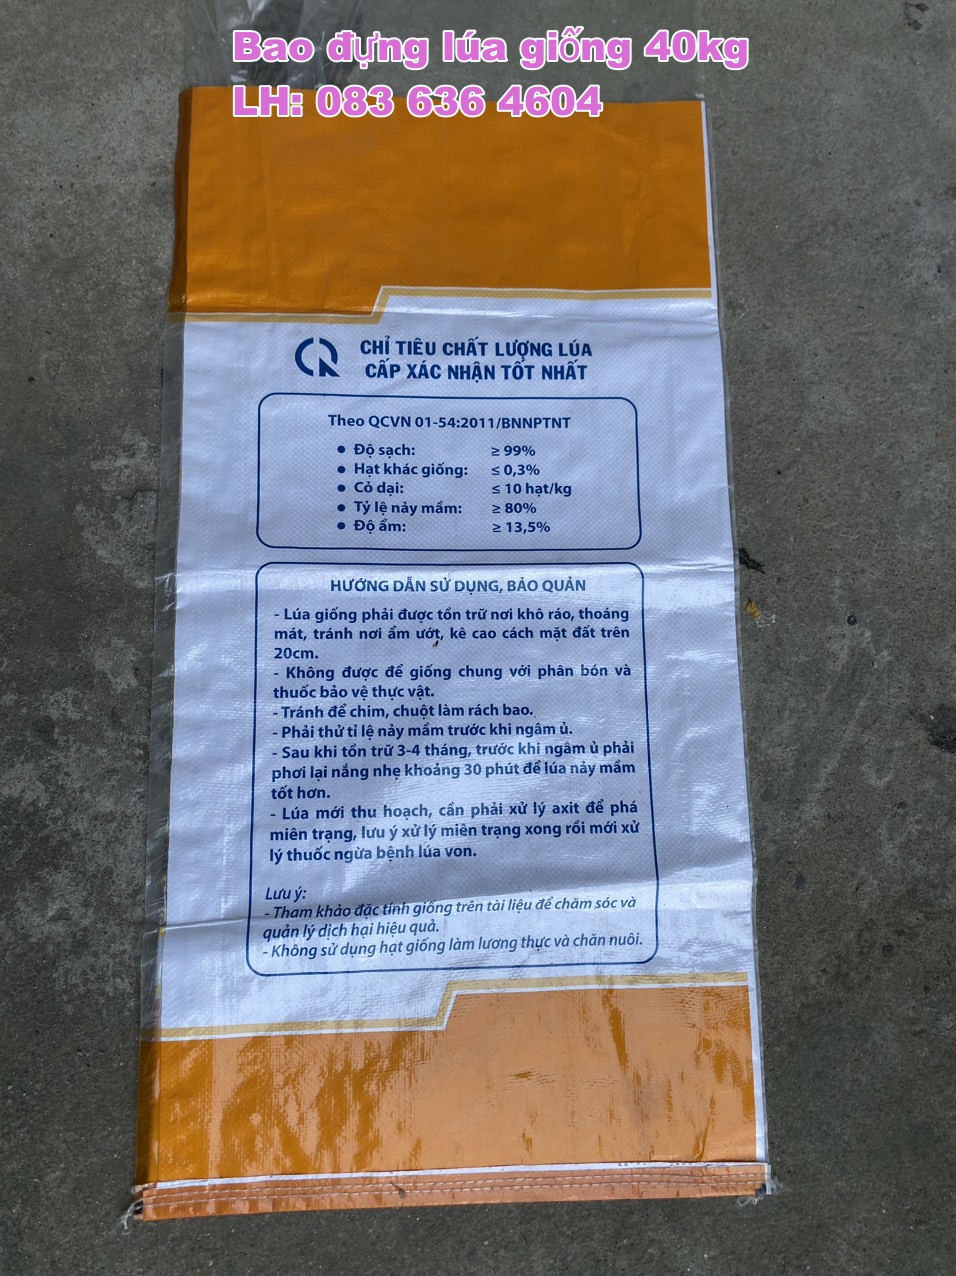 Bao đựng lúa giống 40kg
LH: 083 636 4604
CHỈ TIÊU CHẤT LƯỢNG LÚA
CẤP XÁC NHẬN TỐT NHẤT
Theo QCVN 01-54:2011/BNNPTNT
● Độ sạch: ≥ 99%
● Hạt khác giống: ≤ 0,3%
● Cỏ dại: ≤ 10 hạt/kg
● Tỷ lệ nảy mầm: ≥ 80%
● Độ ẩm: ≥ 13,5%
HƯỚNG DẪN SỬ DỤNG, BẢO QUẢN
- Lúa giống phải được tồn trữ nơi khô ráo, thoáng
mát, tránh nơi ẩm ướt, kê cao cách mặt đất trên
20cm.
- Không được để giống chung với phân bón và
thuốc bảo vệ thực vật.
- Tránh để chim, chuột làm rách bao.
- Phải thử tỉ lệ nảy mầm trước khi ngâm ủ.
- Sau khi tồn trữ 3-4 tháng, trước khi ngâm ủ phải
phơi lại nắng nhẹ khoảng 30 phút để lúa nảy mầm
tốt hơn.
- Lúa mới thu hoạch, cần phải xử lý axit để phá
miên trạng, lưu ý xử lý miên trạng xong rồi mới xử
lý thuốc ngừa bệnh lúa von.
Lưu ý:
- Tham khảo đặc tính giống trên tài liệu để chăm sóc và
quản lý dịch hại hiệu quả.
- Không sử dụng hạt giống làm lương thực và chăn nuôi.